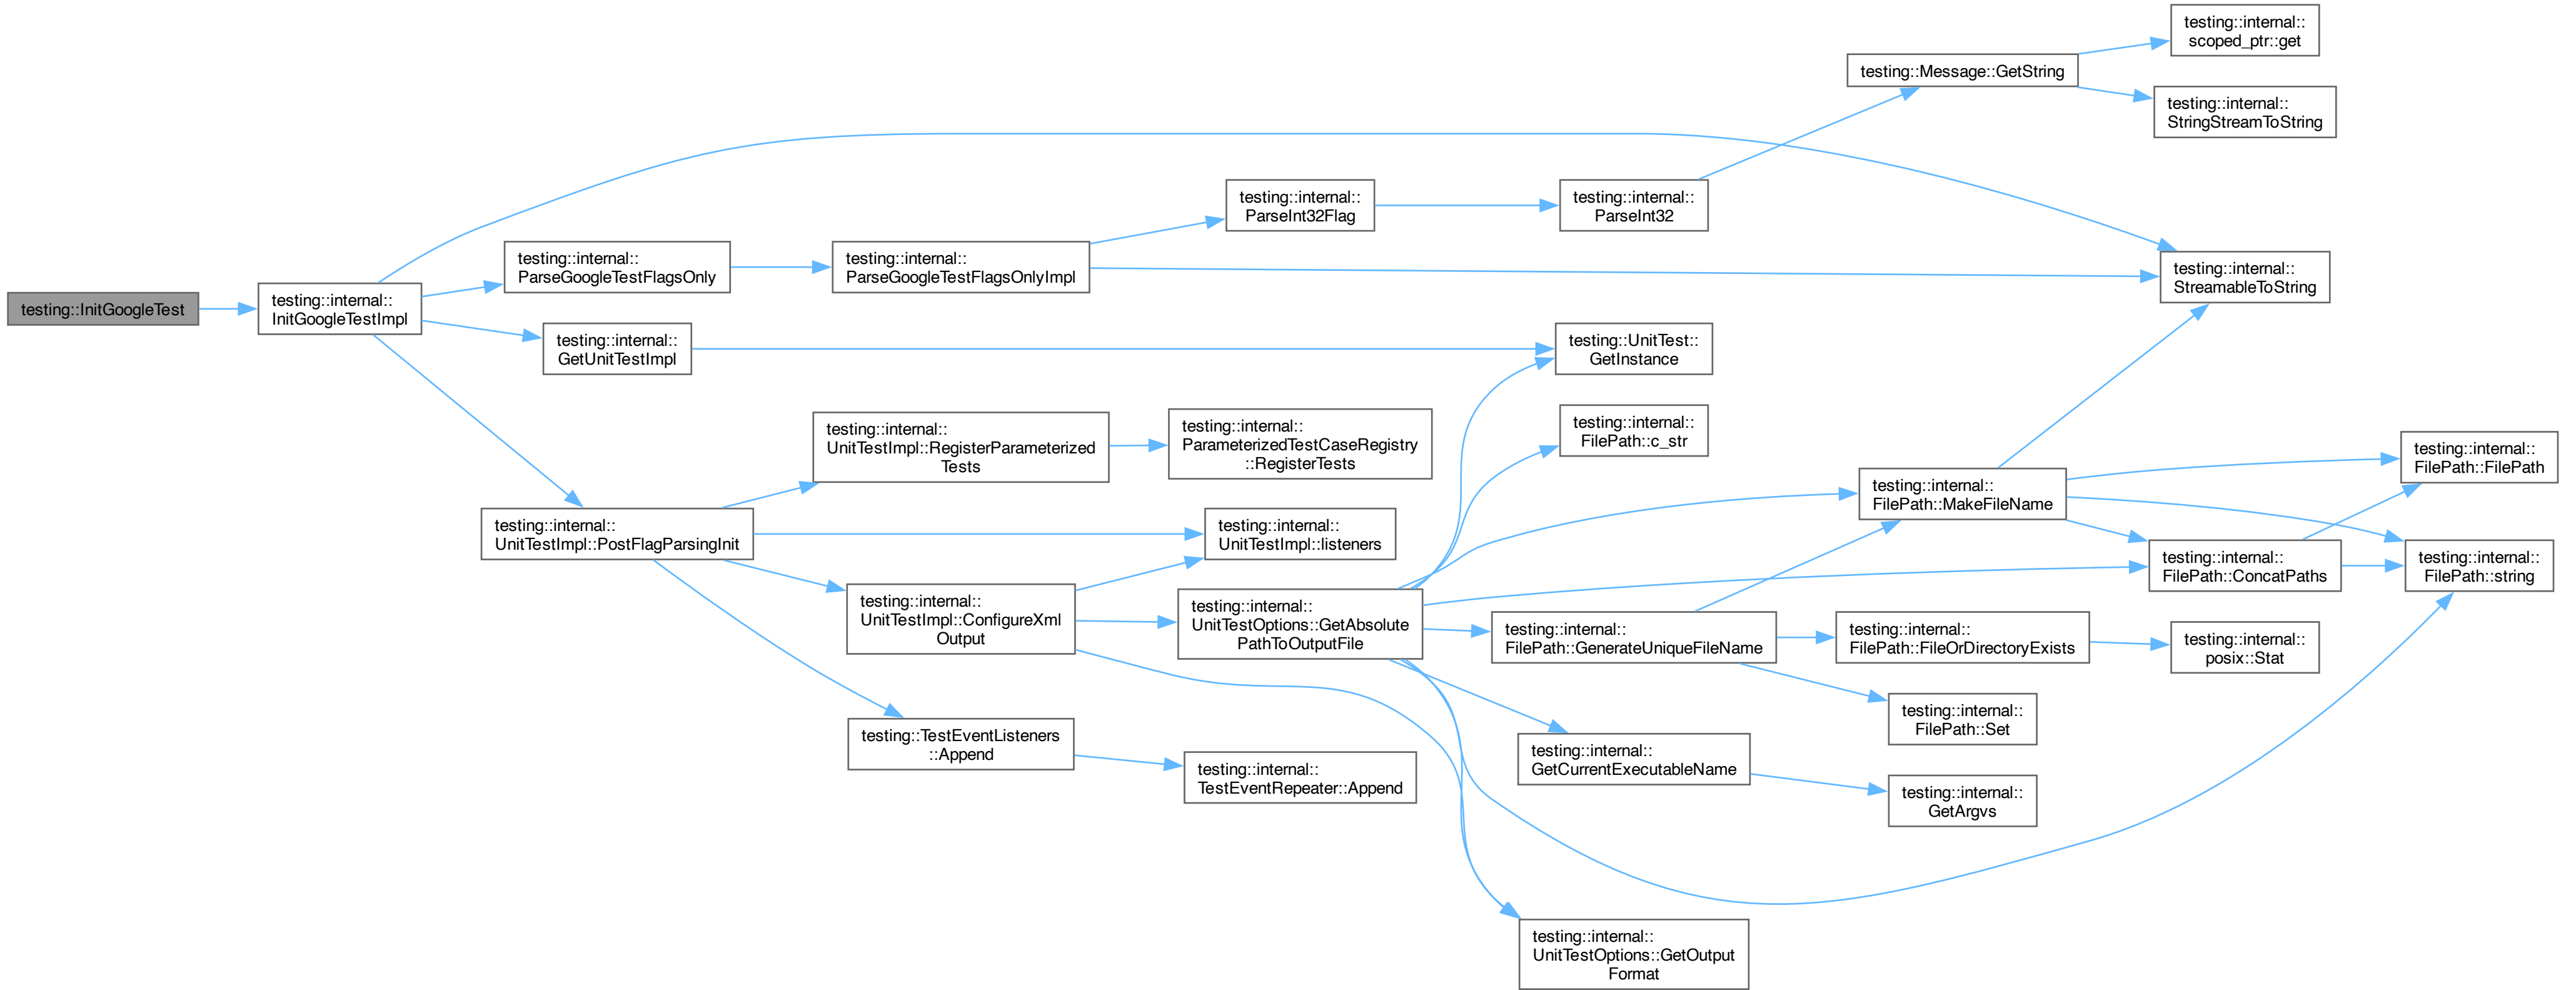 testing::InitGoogleTest
testing::internal::
InitGoogleTestImpl
testing::internal::
ParseGoogleTestFlagsOnly
testing::internal::
GetUnitTestImpl
testing::internal::
UnitTestImpl::PostFlagParsingInit
testing::internal::
ParseGoogleTestFlagsOnlyImpl
testing::internal::
UnitTestImpl::RegisterParameterized
Tests
testing::internal::
UnitTestImpl::ConfigureXml
Output
testing::TestEventListeners
::Append
testing::internal::
ParseInt32Flag
testing::internal::
ParameterizedTestCaseRegistry
::RegisterTests
testing::internal::
UnitTestImpl::listeners
testing::internal::
UnitTestOptions::GetAbsolute
PathToOutputFile
testing::internal::
TestEventRepeater::Append
testing::internal::
ParseInt32
testing::UnitTest::
GetInstance
testing::internal::
FilePath::c_str
testing::internal::
FilePath::GenerateUniqueFileName
testing::internal::
GetCurrentExecutableName
testing::internal::
UnitTestOptions::GetOutput
Format
testing::Message::GetString
testing::internal::
FilePath::MakeFileName
testing::internal::
FilePath::FileOrDirectoryExists
testing::internal::
FilePath::Set
testing::internal::
GetArgvs
testing::internal::
scoped_ptr::get
testing::internal::
StringStreamToString
testing::internal::
StreamableToString
testing::internal::
FilePath::ConcatPaths
testing::internal::
posix::Stat
testing::internal::
FilePath::FilePath
testing::internal::
FilePath::string